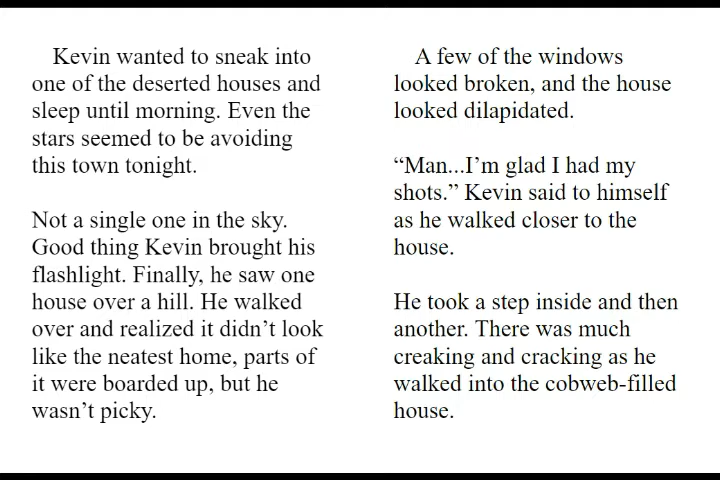 Kevin wanted to sneak into
one of the deserted houses and
sleep until morning. Even the
stars seemed to be avoiding
this town tonight.
Not a single one in the sky.
Good thing Kevin brought his
flashlight. Finally, he saw one
house over a hill. He walked
over and realized it didn’t look
like the neatest home, parts of
it were boarded up, but he
wasn’t picky.
A few of the windows
looked broken, and the house
looked dilapidated.
“Man...I’m glad I had my
shots.” Kevin said to himself
as he walked closer to the
house.
He took a step inside and then
another. There was much
creaking and cracking as he
walked into the cobweb-filled
house.